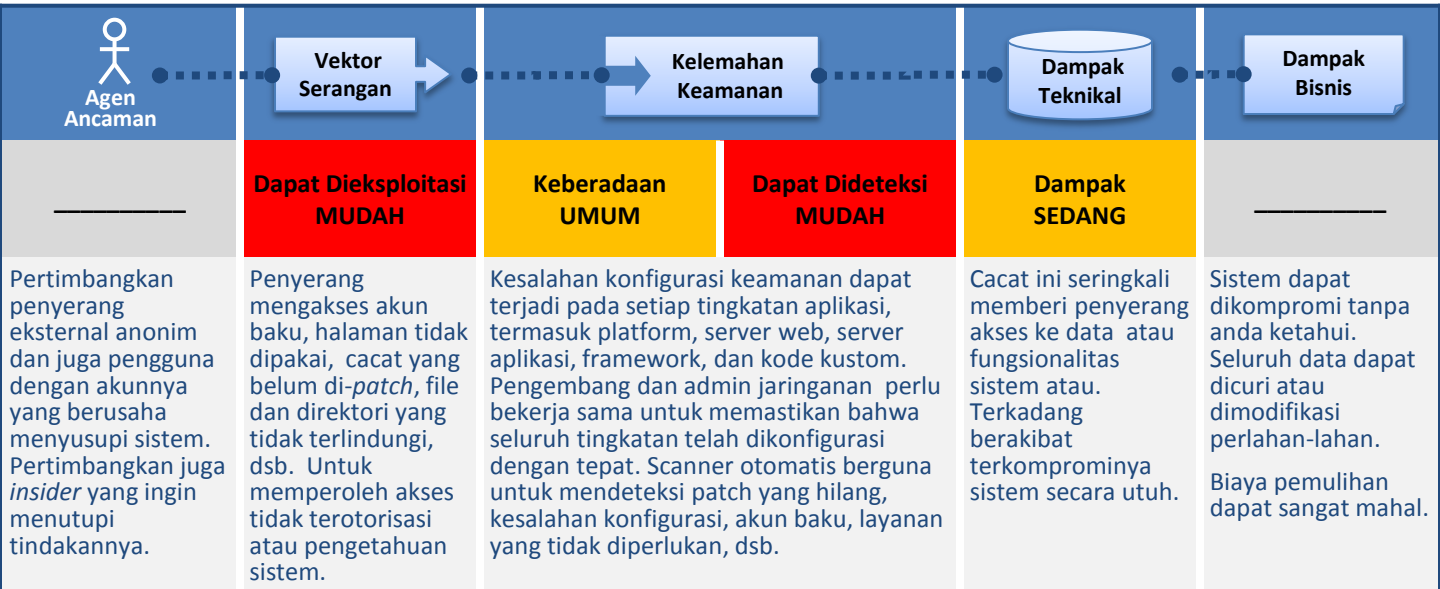 Agen
Ancaman
Vektor
Serangan
Kelemahan
Keamanan
Dampak
Teknikal
Dampak
Bisnis
__________
Dapat Dieksploitasi
MUDAH
Keberadaan
UMUM
Dapat Dideteksi
MUDAH
Dampak
SEDANG
__________
Pertimbangkan
penyerang
eksternal anonim
dan juga pengguna
dengan akunnya
yang berusaha
menyusupi sistem.
Pertimbangkan juga
insider yang ingin
menutupi
tindakannya.
Penyerang
mengakses akun
baku, halaman tidak
dipakai, cacat yang
belum di-patch, file
dan direktori yang
tidak terlindungi,
dsb. Untuk
memperoleh akses
tidak terotorisasi
atau pengetahuan
sistem.
Kesalahan konfigurasi keamanan dapat
terjadi pada setiap tingkatan aplikasi,
termasuk platform, server web, server
aplikasi, framework, dan kode kustom.
Pengembang dan admin jaringanan perlu
bekerja sama untuk memastikan bahwa
seluruh tingkatan telah dikonfigurasi
dengan tepat. Scanner otomatis berguna
untuk mendeteksi patch yang hilang,
kesalahan konfigurasi, akun baku, layanan
yang tidak diperlukan, dsb.
Cacat ini seringkali
memberi penyerang
akses ke data atau
fungsionalitas
sistem atau.
Terkadang
berakibat
terkomprominya
sistem secara utuh.
Sistem dapat
dikompromi tanpa
anda ketahui.
Seluruh data dapat
dicuri atau
dimodifikasi
perlahan-lahan.
Biaya pemulihan
dapat sangat mahal.